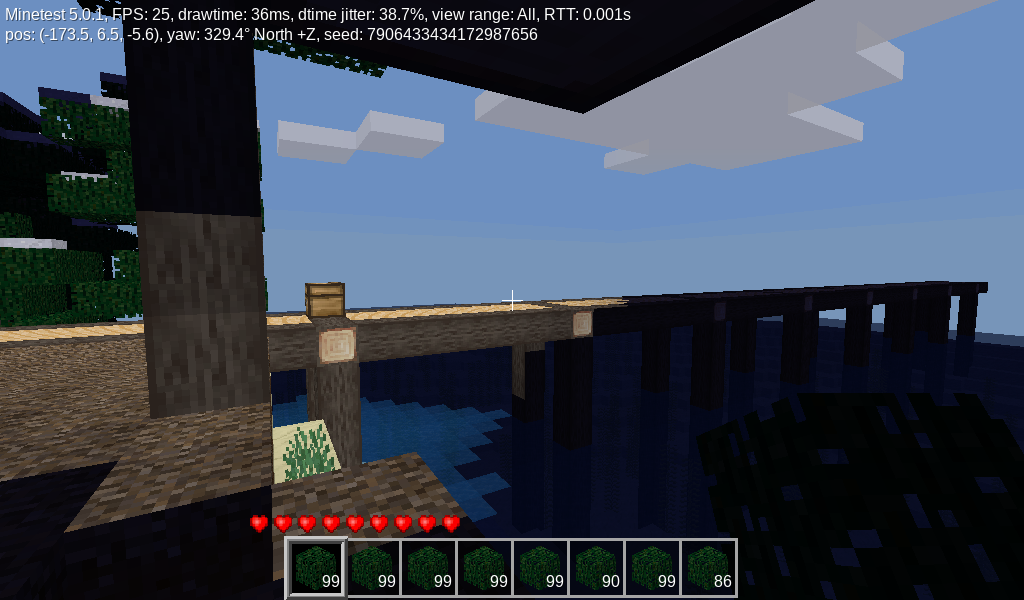 Minetest 5.0.1, FPS: 25, drawtime: 36ms, dtime jitter: 38.7%, view range: All, RTT: 0.001s
pos: (-173.5, 6.5, -5.6), yaw: 329.4° North +Z, seed: 7906433434172987656
99 99 99 99 99 90 99 86